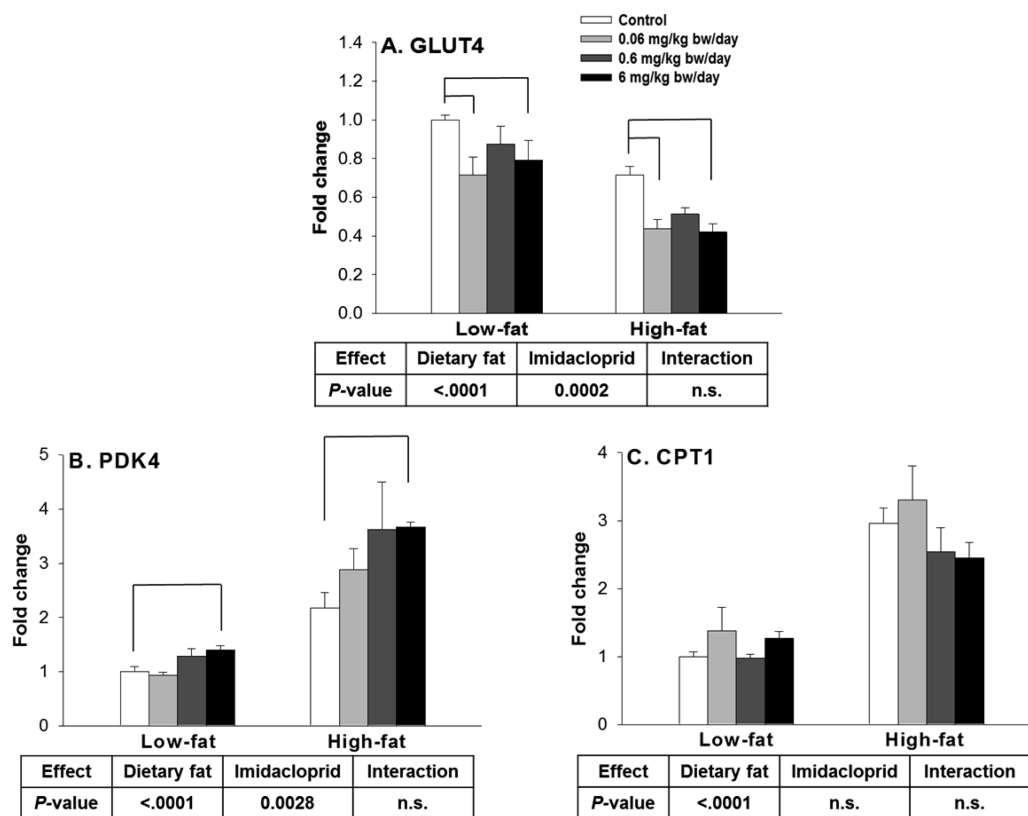 Control
0.06 mg/kg bw/day
0.6 mg/kg bw/day
6 mg/kg bw/day
A. GLUT4
Fold change
1.4
1.2
1.0
0.8
0.6
0.4
0.2
0.0
Low-fat High-fat
Effect Dietary fat Imidacloprid Interaction
P-value <.0001 0.0002 n.s.
B. PDK4
Fold change
5
4
3
2
1
0
Low-fat High-fat
Effect Dietary fat Imidacloprid Interaction
P-value <.0001 0.0028 n.s.
C. CPT1
Fold change
4
3
2
1
0
Low-fat High-fat
Effect Dietary fat Imidacloprid Interaction
P-value <.0001 n.s. n.s.